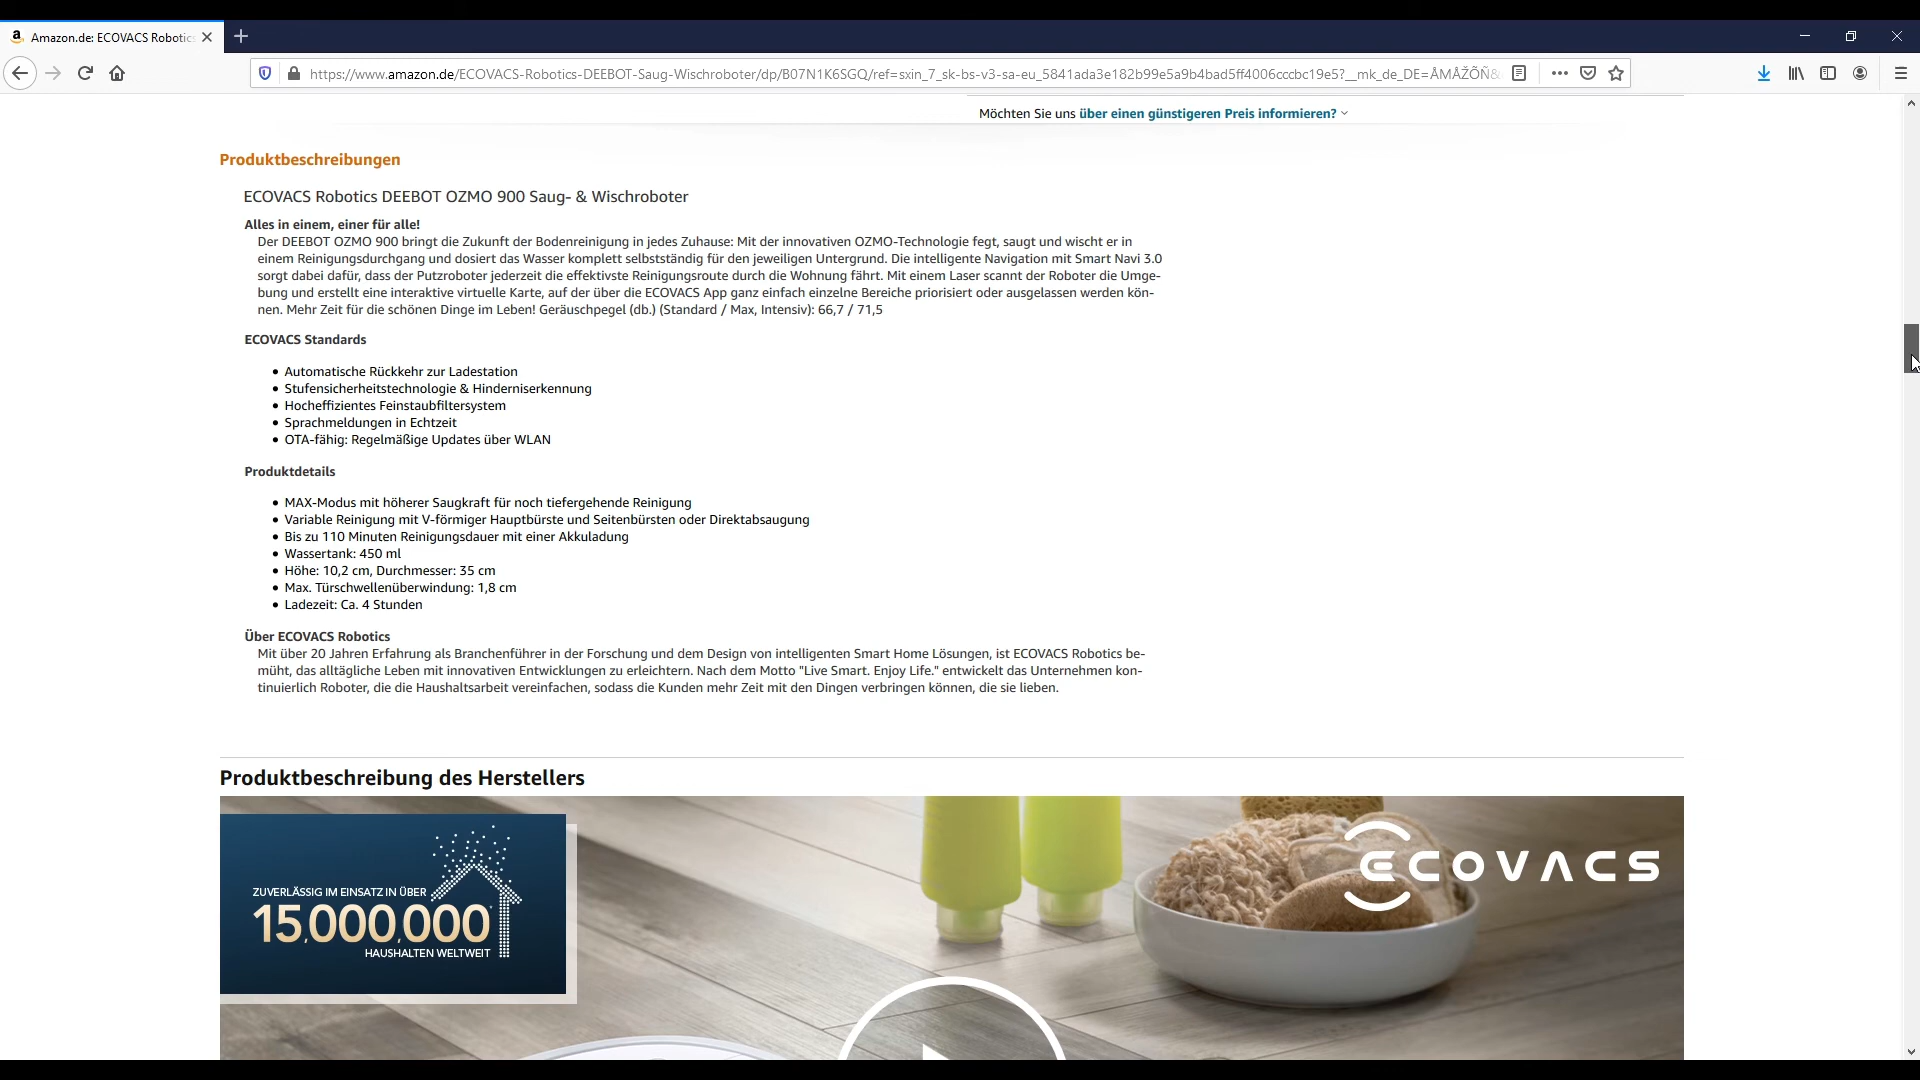 Amazon.de: ECOVACS Robotics
https://www.amazon.de/ECOVACS-Robotics-DEEBOT-Saug-Wischroboter/dp/B07N1K6SGQ/ref=sxin_7_sk-bs-v3-sa-eu_5841ada3e182b99e5a9b4bad5ff4006cccbc19e5?__mk_de_DE=ÅMÅŽÕÑ&
Möchten Sie uns über einen günstigeren Preis informieren?
Produktbeschreibungen
ECOVACS Robotics DEEBOT OZMO 900 Saug- & Wischroboter
Alles in einem, einer für alle!
Der DEEBOT OZMO 900 bringt die Zukunft der Bodenreinigung in jedes Zuhause: Mit der innovativen OZMO-Technologie fegt, saugt und wischt er in
einem Reinigungsdurchgang und dosiert das Wasser komplett selbstständig für den jeweiligen Untergrund. Die intelligente Navigation mit Smart Navi 3.0
sorgt dabei dafür, dass der Putzroboter jederzeit die effektivste Reinigungsroute durch die Wohnung fährt. Mit einem Laser scannt der Roboter die Umge-
bung und erstellt eine interaktive virtuelle Karte, auf der über die ECOVACS App ganz einfach einzelne Bereiche priorisiert oder ausgelassen werden kön-
nen. Mehr Zeit für die schönen Dinge im Leben! Geräuschpegel (db.) (Standard / Max, Intensiv): 66,7 / 71,5
ECOVACS Standards
• Automatische Rückkehr zur Ladestation
• Stufensicherheitstechnologie & Hinderniserkennung
• Hocheffizientes Feinstaubfiltersystem
• Sprachmeldungen in Echtzeit
• OTA-fähig: Regelmäßige Updates über WLAN
Produktdetails
• MAX-Modus mit höherer Saugkraft für noch tiefergehende Reinigung
• Variable Reinigung mit V-förmiger Hauptbürste und Seitenbürsten oder Direktabsaugung
• Bis zu 110 Minuten Reinigungsdauer mit einer Akkuladung
• Wassertank: 450 ml
• Höhe: 10,2 cm, Durchmesser: 35 cm
• Max. Türschwellenüberwindung: 1,8 cm
• Ladezeit: Ca. 4 Stunden
Über ECOVACS Robotics
Mit über 20 Jahren Erfahrung als Branchenführer in der Forschung und dem Design von intelligenten Smart Home Lösungen, ist ECOVACS Robotics be-
müht, das alltägliche Leben mit innovativen Entwicklungen zu erleichtern. Nach dem Motto "Live Smart. Enjoy Life." entwickelt das Unternehmen kon-
tinuierlich Roboter, die die Haushaltsarbeit vereinfachen, sodass die Kunden mehr Zeit mit den Dingen verbringen können, die sie lieben.
Produktbeschreibung des Herstellers
ZUVERLÄSSIG IM EINSATZ IN ÜBER
15,000,000
HAUSHALTEN WELTWEIT
ECOVACS